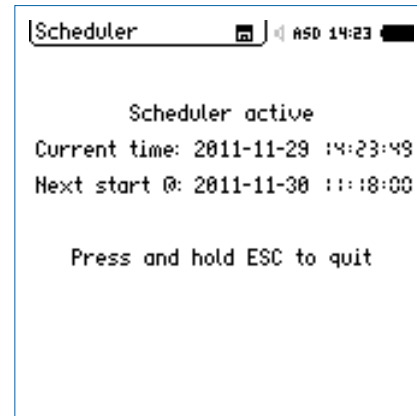 Scheduler ASD 14:23
Scheduler active
Current time: 2011-11-29 14:23:49
Next start @: 2011-11-30 11:18:00
Press and hold ESC to quit